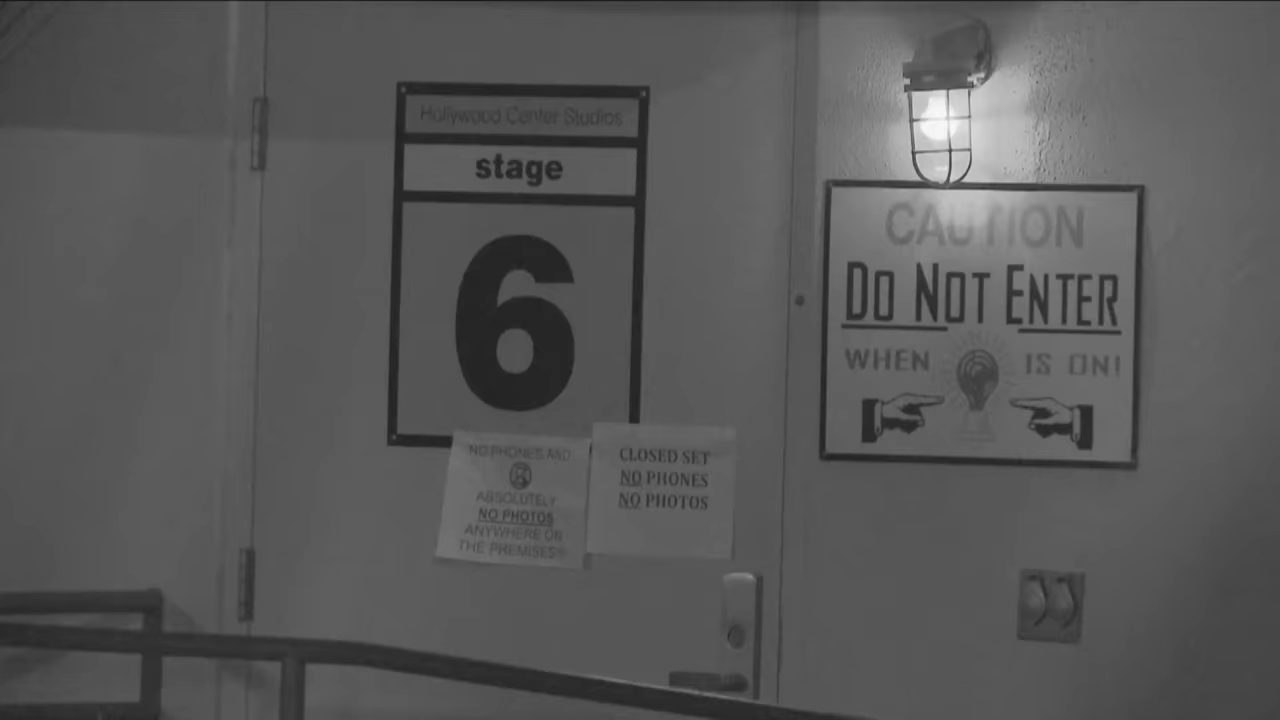 Hollywood Center Studios
stage
6
CAUTION
DO NOT ENTER
WHEN IS ON!
NO PHONES AND
ABSOLUTELY
NO PHOTOS
ANYWHERE ON
THE PREMISES!!
CLOSED SET
NO PHONES
NO PHOTOS